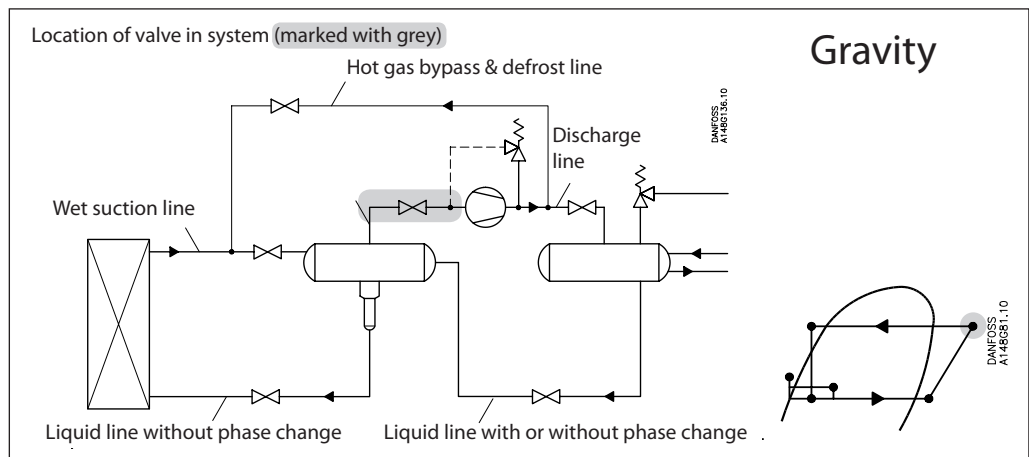 Location of valve in system (marked with grey)
Gravity
Hot gas bypass & defrost line
DANFOSS
A148G136.10
Discharge
line
Wet suction line
DANFOSS
A148G81.10
Liquid line without phase change
Liquid line with or without phase change